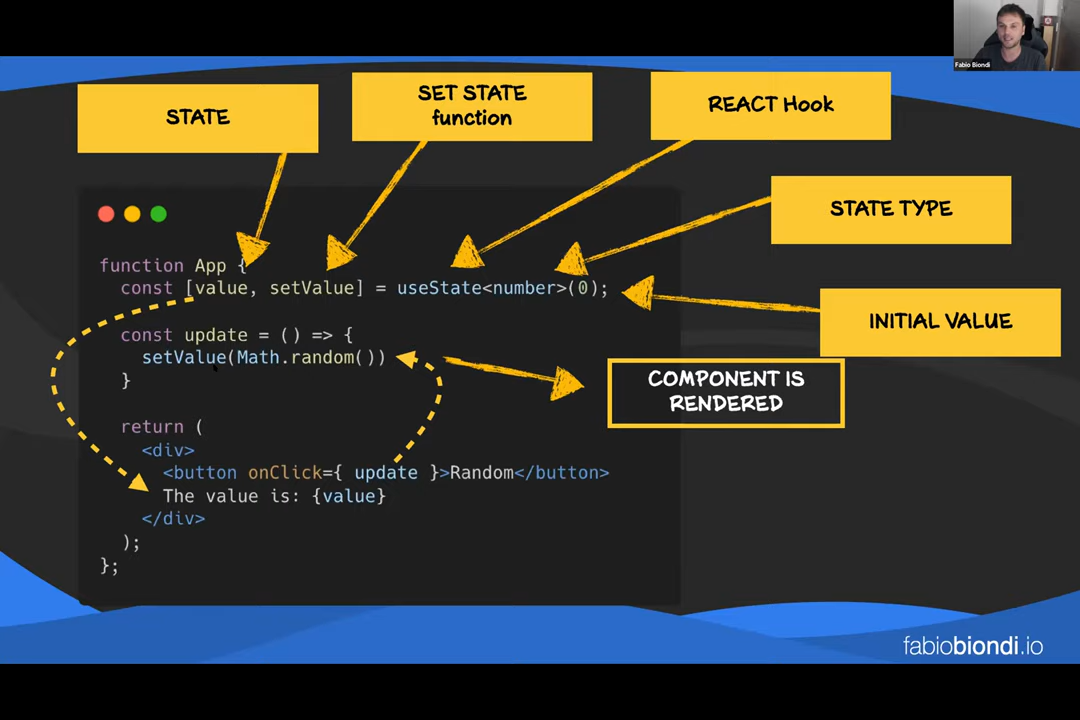 Fabio Biondi
STATE
SET STATE
function
REACT Hook
STATE TYPE
INITIAL VALUE
COMPONENT IS
RENDERED
function App {
const [value, setValue] = useState<number>(0);
const update = () => {
setValue(Math.random())
}
return (
<div>
<button onClick={ update }>Random</button>
The value is: {value}
</div>
);
};
fabiobiondi.io